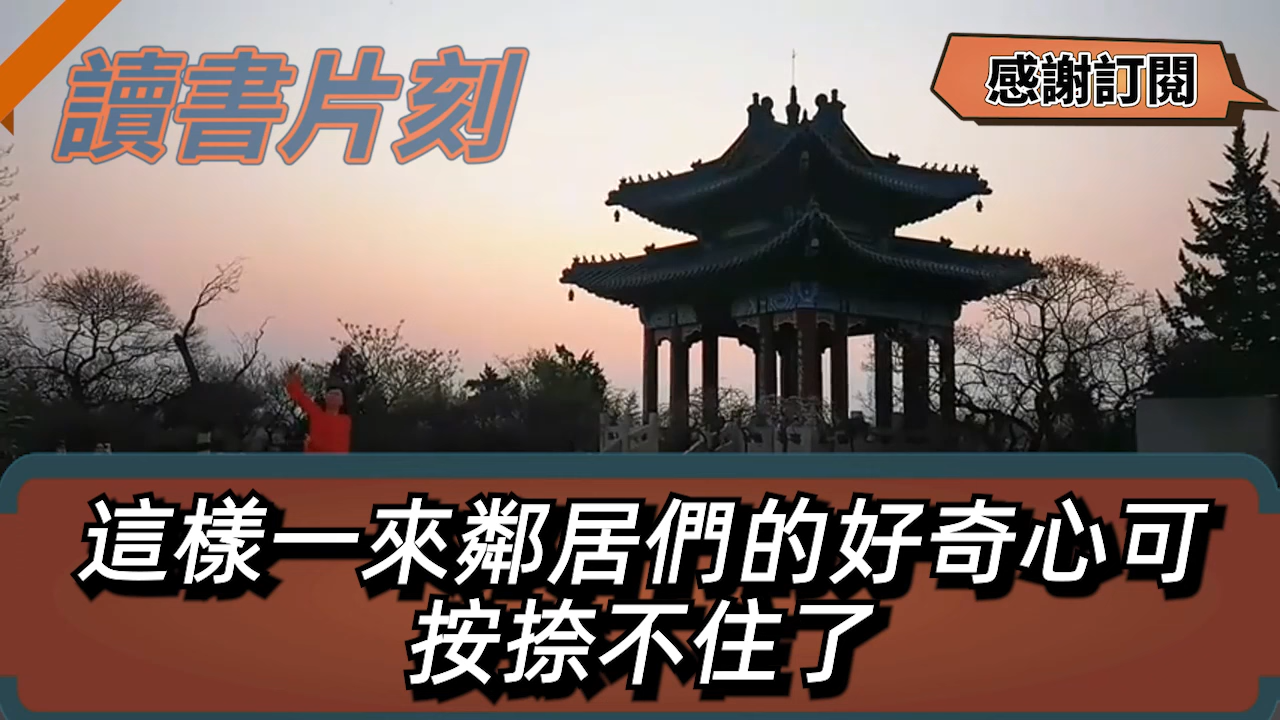 讀書片刻
感謝訂閱
這樣一來鄰居們的好奇心可
按捺不住了